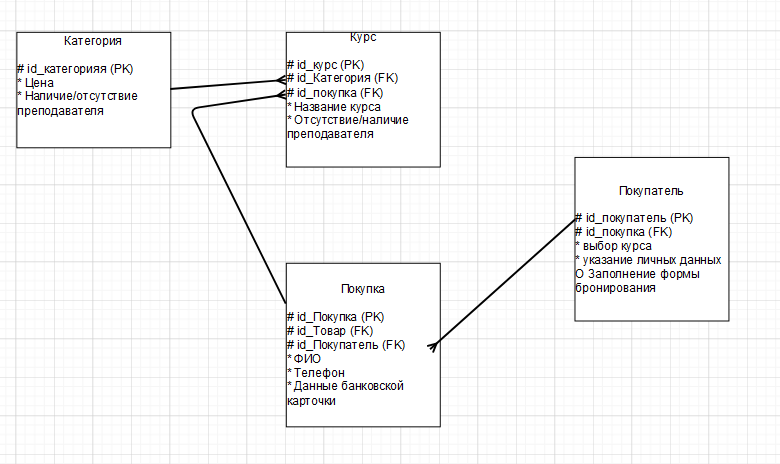 Категория
# id_категорияя (PK)
* Цена
* Наличие/отсутствие
преподавателя
Курс
# id_курс (PK)
# id_Категория (FK)
# id_покупка (FK)
* Название курса
* Отсутствие/наличие
преподавателя
Покупатель
# id_покупатель (PK)
# id_покупка (FK)
* выбор курса
* указание личных данных
О Заполнение формы
бронирования
Покупка
# id_Покупка (PK)
# id_Товар (FK)
# id_Покупатель (FK)
* ФИО
* Телефон
* Данные банковской
карточки